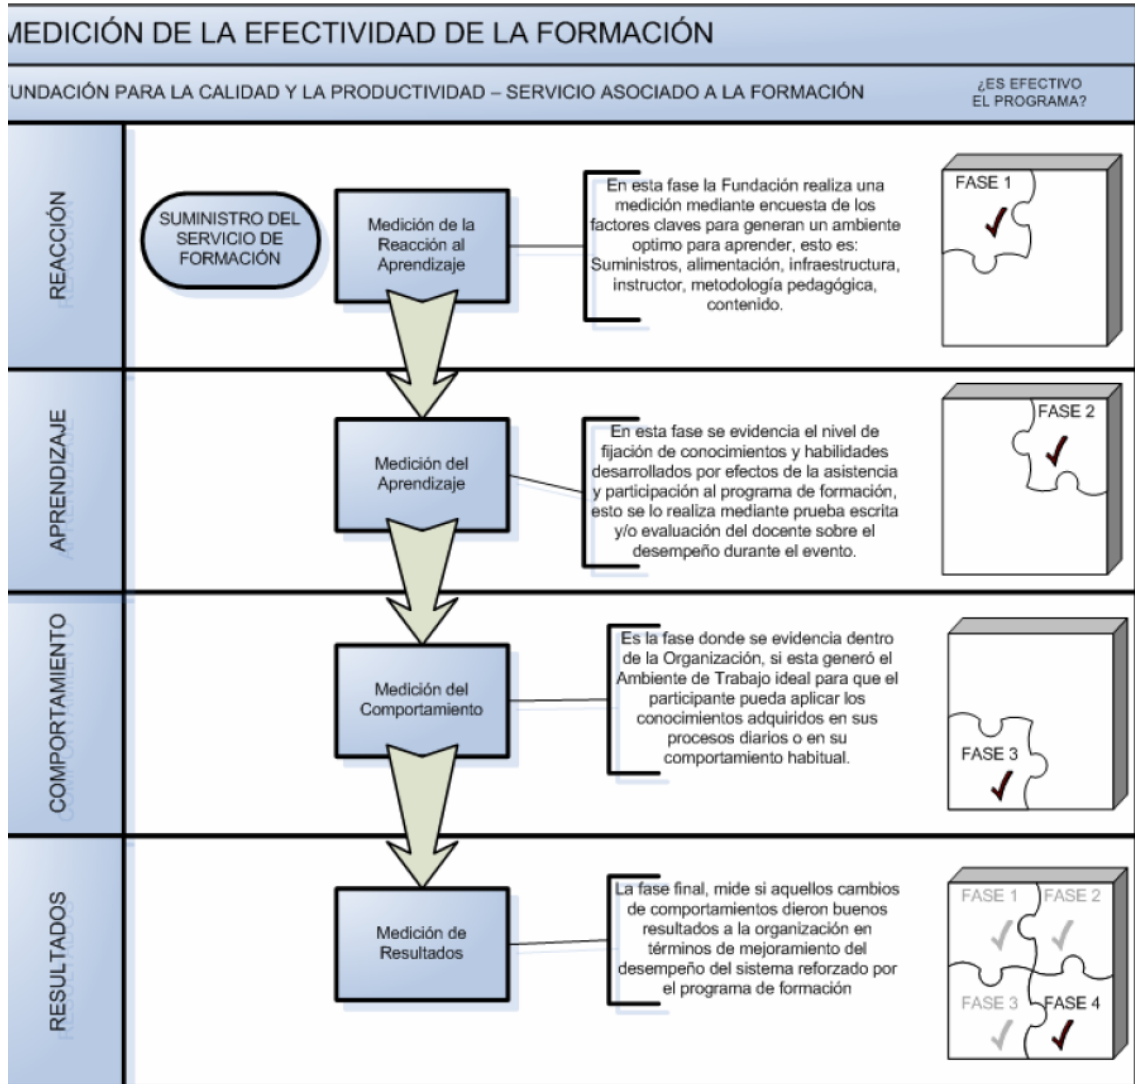 MEDICIÓN DE LA EFECTIVIDAD DE LA FORMACIÓN
FUNDACIÓN PARA LA CALIDAD Y LA PRODUCTIVIDAD – SERVICIO ASOCIADO A LA FORMACIÓN
¿ES EFECTIVO
EL PROGRAMA?
REACCIÓN
SUMINISTRO DEL
SERVICIO DE
FORMACIÓN
Medición de la
Reacción al
Aprendizaje
En esta fase la Fundación realiza una
medición mediante encuesta de los
factores claves para generan un ambiente
optimo para aprender, esto es:
Suministros, alimentación, infraestructura,
instructor, metodología pedagógica,
contenido.
FASE 1
APRENDIZAJE
Medición del
Aprendizaje
En esta fase se evidencia el nivel de
fijación de conocimientos y habilidades
desarrollados por efectos de la asistencia
y participación al programa de formación,
esto se lo realiza mediante prueba escrita
y/o evaluación del docente sobre el
desempeño durante el evento.
FASE 2
COMPORTAMIENTO
Medición del
Comportamiento
Es la fase donde se evidencia dentro
de la Organización, si esta generó el
Ambiente de Trabajo ideal para que el
participante pueda aplicar los
conocimientos adquiridos en sus
procesos diarios o en su
comportamiento habitual.
FASE 3
RESULTADOS
Medición de
Resultados
La fase final, mide si aquellos cambios
de comportamientos dieron buenos
resultados a la organización en
términos de mejoramiento del
desempeño del sistema reforzado por
el programa de formación
FASE 1
FASE 2
FASE 3
FASE 4